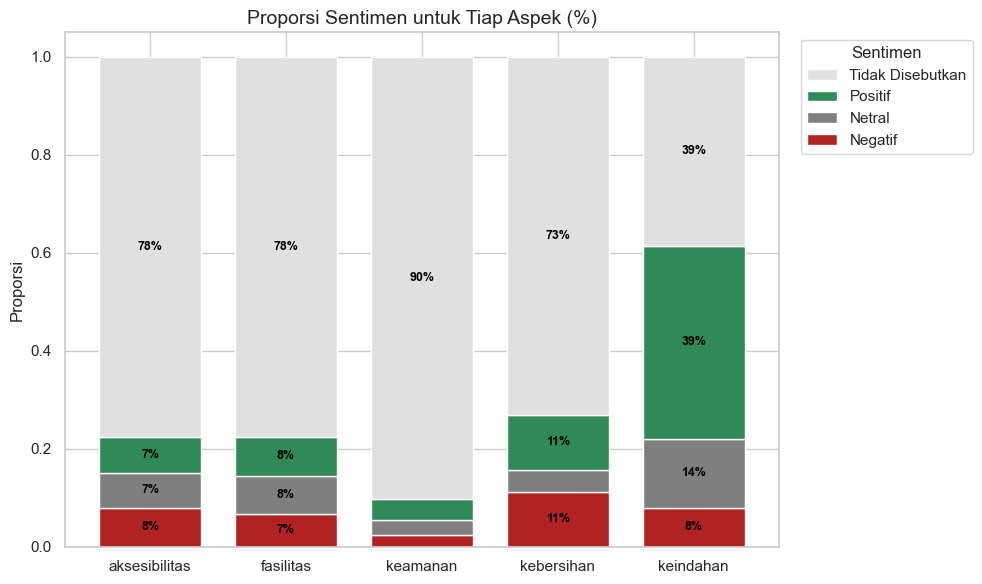 Proporsi Sentimen untuk Tiap Aspek (%)
Sentimen
Tidak Disebutkan
Positif
Netral
Negatif
Proporsi
1.0
0.8
0.6
0.4
0.2
0.0
78%
7%
7%
8%
78%
8%
8%
7%
90%
73%
11%
11%
39%
39%
14%
8%
aksesibilitas
fasilitas
keamanan
kebersihan
keindahan